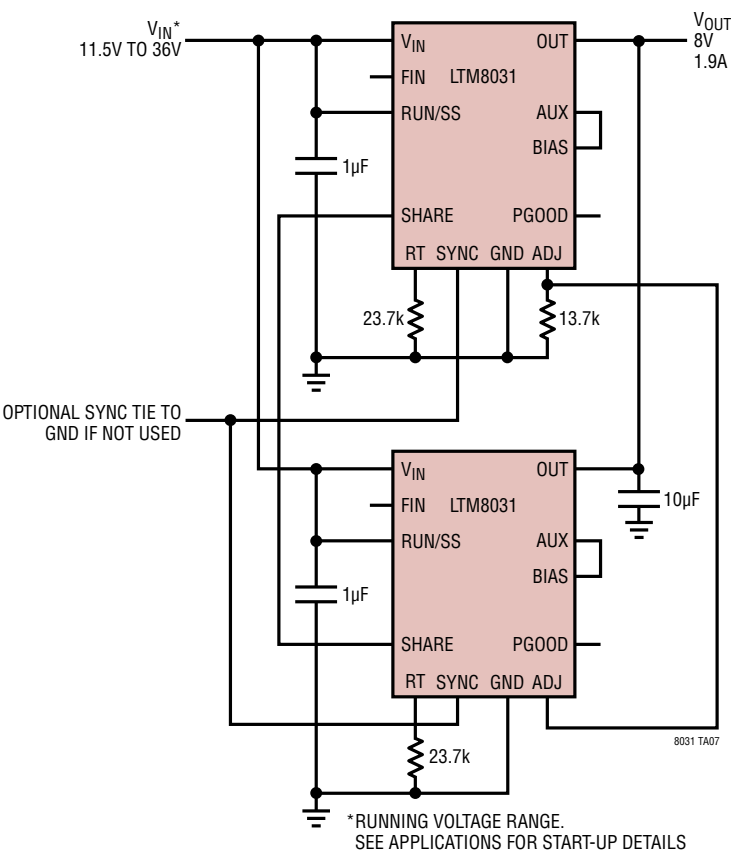 VIN*
11.5V TO 36V
VOUT
8V
1.9A
VIN
OUT
FIN
LTM8031
RUN/SS
AUX
BIAS
1µF
SHARE
PGOOD
RT
SYNC
GND
ADJ
23.7k
13.7k
OPTIONAL SYNC TIE TO
GND IF NOT USED
VIN
OUT
FIN
LTM8031
10µF
RUN/SS
AUX
BIAS
1µF
SHARE
PGOOD
RT
SYNC
GND
ADJ
23.7k
8031 TA07
*RUNNING VOLTAGE RANGE.
SEE APPLICATIONS FOR START-UP DETAILS